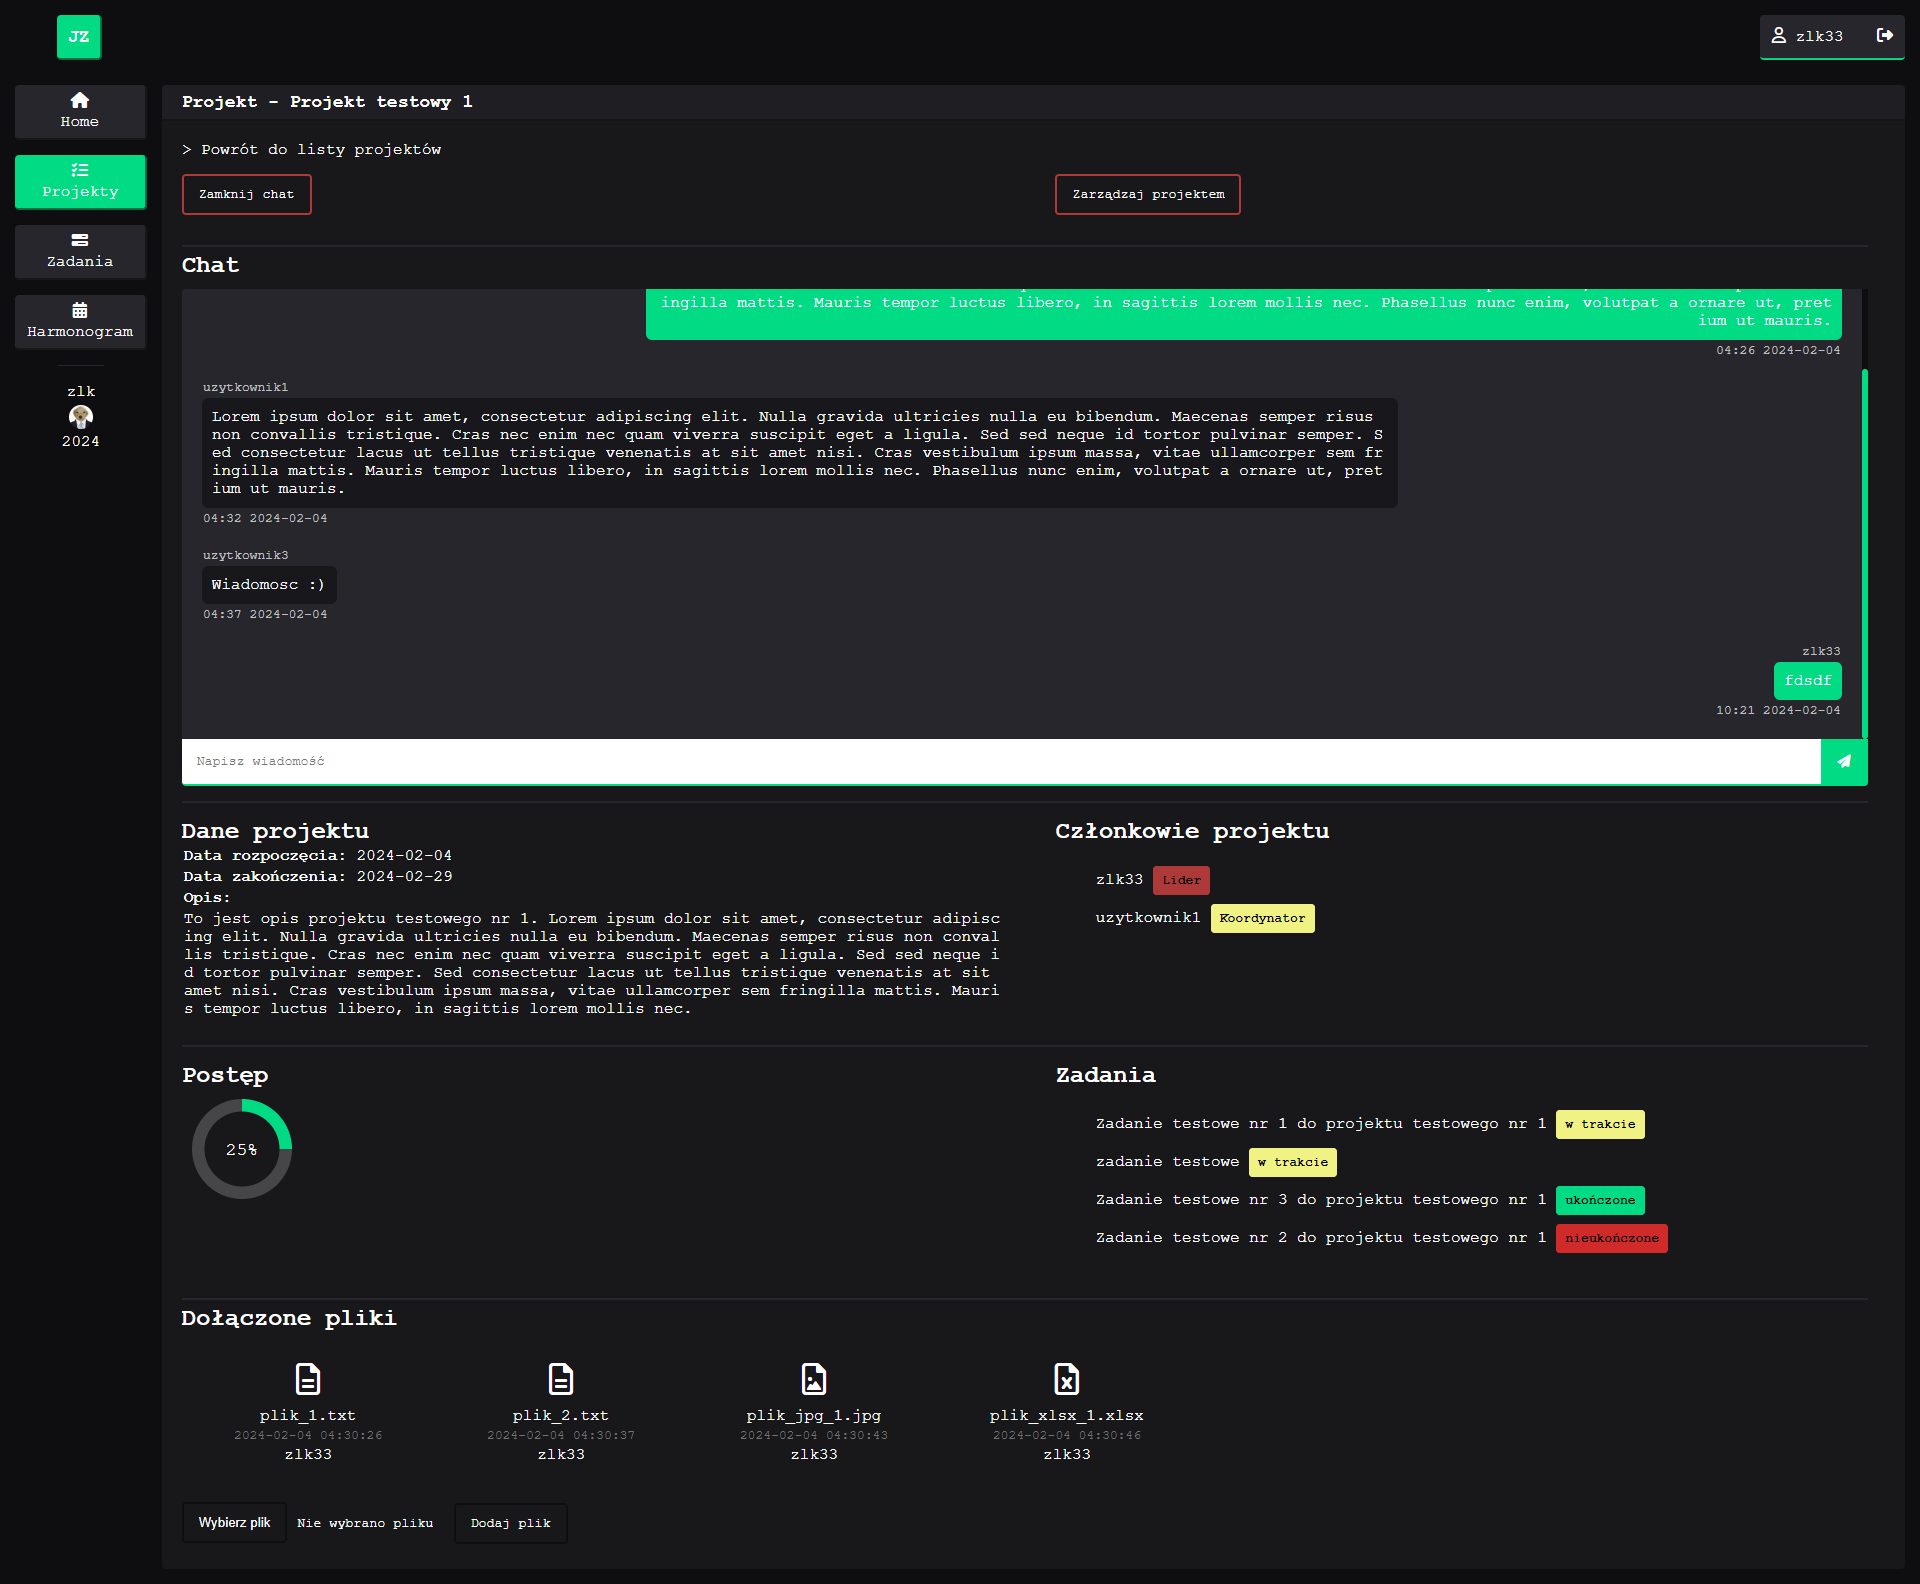 JZ
zlk33
Home
Projekty
Zadania
Harmonogram
zlk
2024
Projekt - Projekt testowy 1
> Powrót do listy projektów
Zamknij chat
Zarządzaj projektem
Chat
ingilla mattis. Mauris tempor luctus libero, in sagittis lorem mollis nec. Phasellus nunc enim, volutpat a ornare ut, pret
ium ut mauris.
04:26 2024-02-04
uzytkownik1
Lorem ipsum dolor sit amet, consectetur adipiscing elit. Nulla gravida ultricies nulla eu bibendum. Maecenas semper risus
non convallis tristique. Cras nec enim nec quam viverra suscipit eget a ligula. Sed sed neque id tortor pulvinar semper. S
ed consectetur lacus ut tellus tristique venenatis at sit amet nisi. Cras vestibulum ipsum massa, vitae ullamcorper sem fr
ingilla mattis. Mauris tempor luctus libero, in sagittis lorem mollis nec. Phasellus nunc enim, volutpat a ornare ut, pret
ium ut mauris.
04:32 2024-02-04
uzytkownik3
Wiadomosc :)
04:37 2024-02-04
zlk33
fdsdf
10:21 2024-02-04
Napisz wiadomość
Dane projektu
Data rozpoczęcia: 2024-02-04
Data zakończenia: 2024-02-29
Opis:
To jest opis projektu testowego nr 1. Lorem ipsum dolor sit amet, consectetur adipisc
ing elit. Nulla gravida ultricies nulla eu bibendum. Maecenas semper risus non conval
lis tristique. Cras nec enim nec quam viverra suscipit eget a ligula. Sed sed neque i
d tortor pulvinar semper. Sed consectetur lacus ut tellus tristique venenatis at sit
amet nisi. Cras vestibulum ipsum massa, vitae ullamcorper sem fringilla mattis. Mauri
s tempor luctus libero, in sagittis lorem mollis nec.
Członkowie projektu
zlk33 Lider
uzytkownik1 Koordynator
Postęp
25%
Zadania
Zadanie testowe nr 1 do projektu testowego nr 1 w trakcie
zadanie testowe w trakcie
Zadanie testowe nr 3 do projektu testowego nr 1 ukończone
Zadanie testowe nr 2 do projektu testowego nr 1 nieukończone
Dołączone pliki
plik_1.txt
2024-02-04 04:30:26
zlk33
plik_2.txt
2024-02-04 04:30:37
zlk33
plik_jpg_1.jpg
2024-02-04 04:30:43
zlk33
plik_xlsx_1.xlsx
2024-02-04 04:30:46
zlk33
Wybierz plik Nie wybrano pliku Dodaj plik